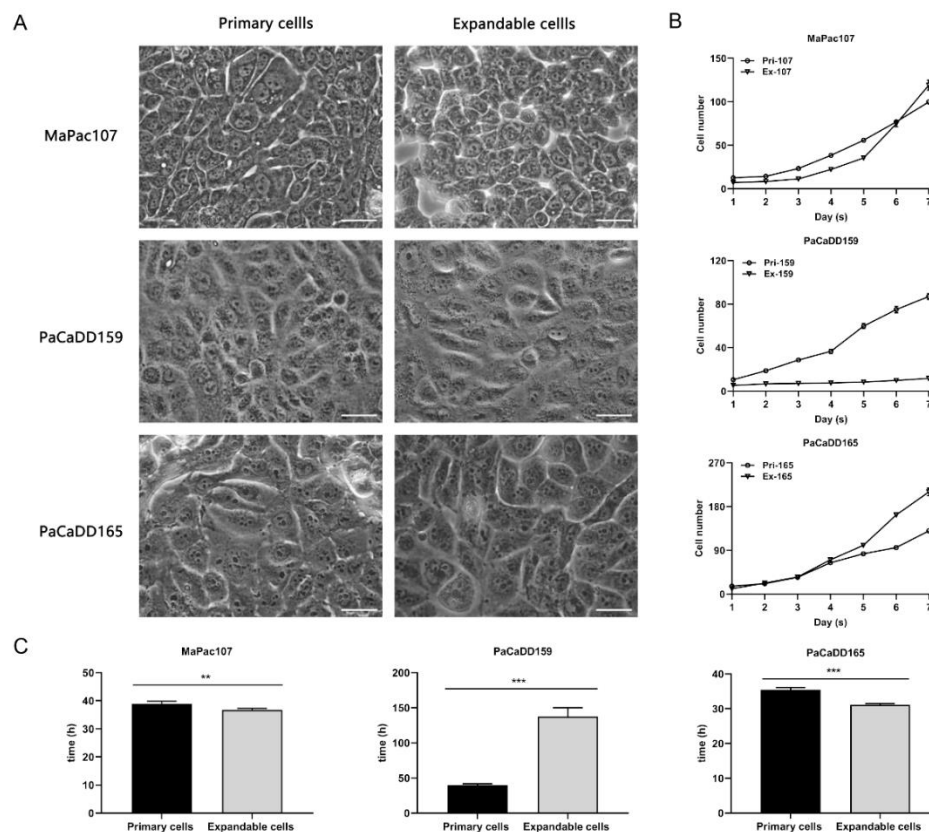 A
Primary cellls
Expandable cellls
MaPac107
PaCaDD159
PaCaDD165
B
MaPac107
Pri-107
Ex-107
Cell number
150
100
50
0
1 2 3 4 5 6 7
Day (s)
PaCaDD159
Pri-159
Ex-159
Cell number
120
80
40
0
1 2 3 4 5 6 7
Day (s)
PaCaDD165
Pri-165
Ex-165
Cell number
270
180
90
0
1 2 3 4 5 6 7
Day (s)
C
MaPac107
**
time (h)
50
40
30
20
10
0
Primary cells Expandable cells
PaCaDD159
***
time (h)
200
150
100
50
0
Primary cells Expandable cells
PaCaDD165
***
time (h)
40
30
20
10
0
Primary cells Expandable cells